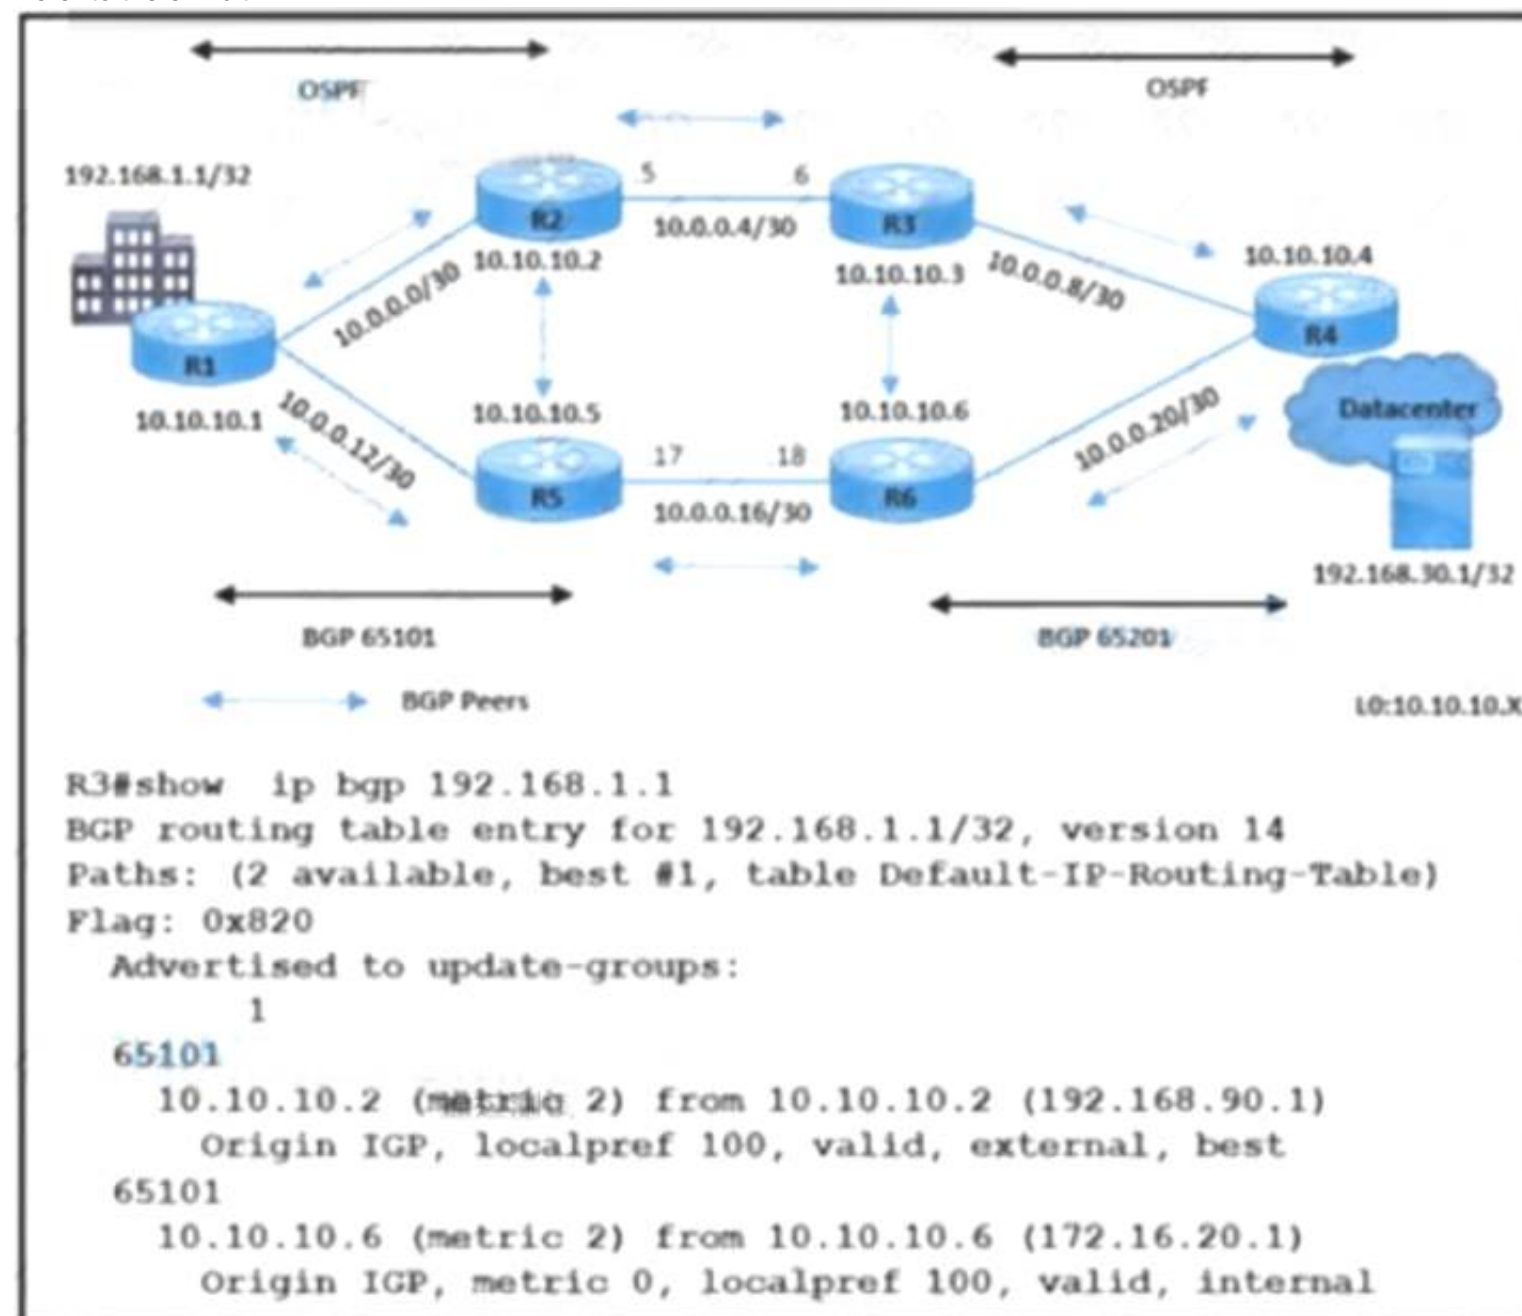 OSPF
OSPF
192.168.1.1/32
.5
.6
R2
10.0.0.4/30
R3
10.10.10.2
10.10.10.3
10.0.0.0/30
10.0.0.8/30
10.10.10.4
R4
R1
10.10.10.1
10.0.0.12/30
10.10.10.5
10.10.10.6
Datacenter
17
18
R5
10.0.0.16/30
R6
10.0.0.20/30
192.168.30.1/32
BGP 65101
BGP 65201
BGP Peers
L0:10.10.10.X
R3#show ip bgp 192.168.1.1
BGP routing table entry for 192.168.1.1/32, version 14
Paths: (2 available, best #1, table Default-IP-Routing-Table)
Flag: 0x820
Advertised to update-groups:
1
65101
10.10.10.2 (metric 2) from 10.10.10.2 (192.168.90.1)
Origin IGP, localpref 100, valid, external, best
65101
10.10.10.6 (metric 2) from 10.10.10.6 (172.16.20.1)
Origin IGP, metric 0, localpref 100, valid, internal